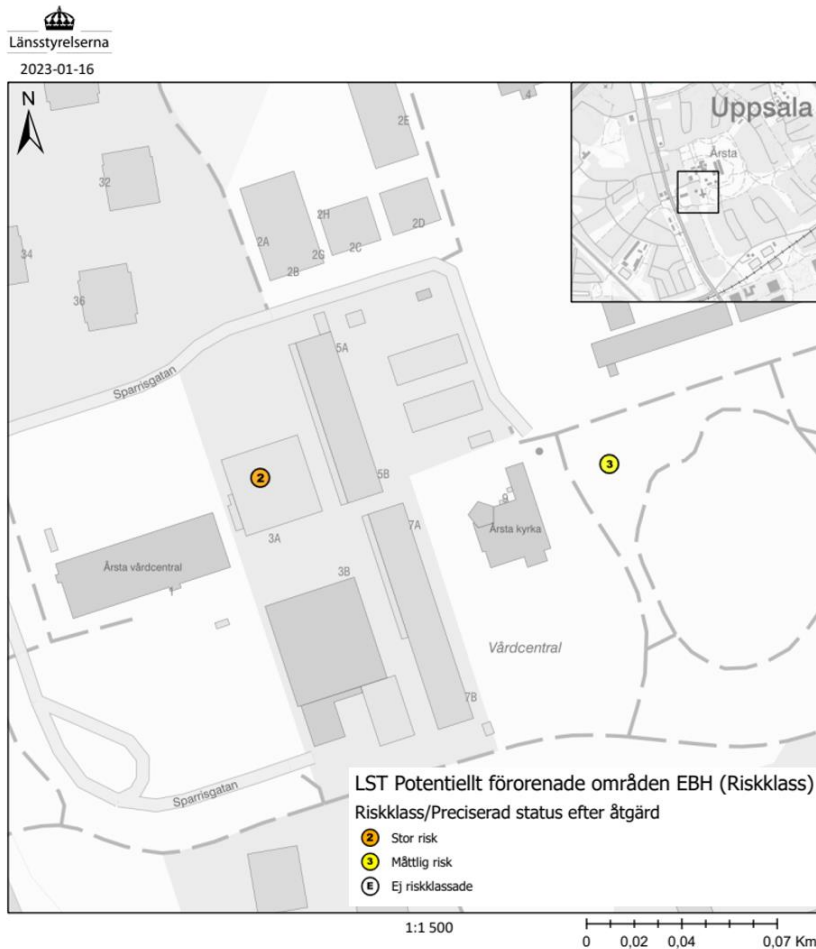 Länsstyrelserna
2023-01-16
N
4
2E
Uppsala
Årsta
32
2H
2D
2A
2G
2C
34
2B
36
5A
Sparrisgatan
3
2
5B
9
7A
Årsta kyrka
3A
Årsta vårdcentral
3B
Vårdcentral
7B
Sparrisgatan
LST Potentiellt förorenade områden EBH (Riskklass)
Riskklass/Preciserad status efter åtgärd
2 Stor risk
3 Måttlig risk
E Ej riskklassade
1:1 500
0 0,02 0,04 0,07 Km